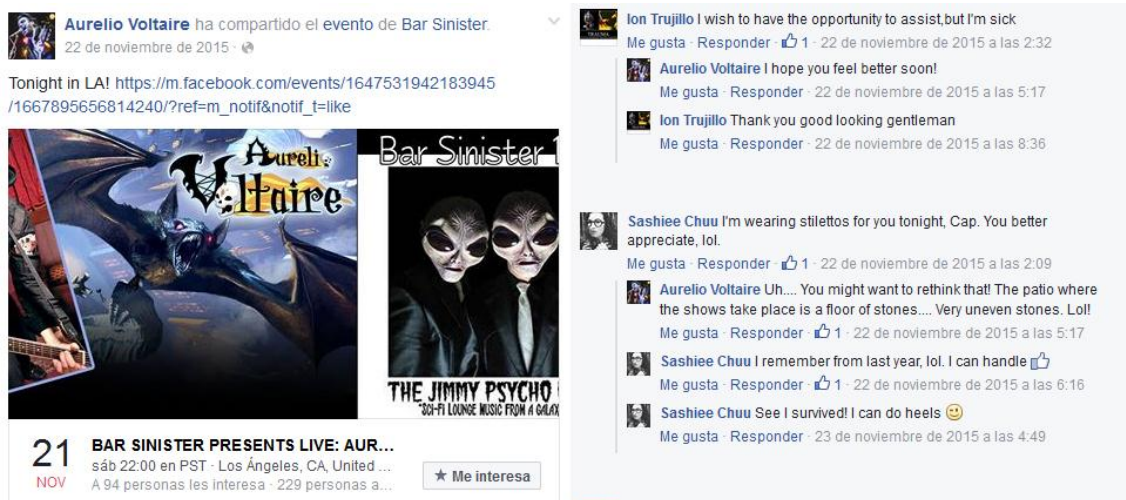 Aurelio Voltaire ha compartido el evento de Bar Sinister.
22 de noviembre de 2015 ·
Tonight in LA! https://m.facebook.com/events/1647531942183945
/1667895656814240/?ref=m_notif&notif_t=like
Aurelio
Voltaire
Bar Sinister 1
THE JIMMY PSYCHO
"SCI-FI LOUNGE MUSIC FROM A GALAX
21
NOV
BAR SINISTER PRESENTS LIVE: AUR...
sáb 22:00 en PST · Los Ángeles, CA, United ...
A 94 personas les interesa · 229 personas a...
★ Me interesa
Ion Trujillo I wish to have the opportunity to assist,but I'm sick
Me gusta · Responder · 1 · 22 de noviembre de 2015 a las 2:32
Aurelio Voltaire I hope you feel better soon!
Me gusta · Responder · 22 de noviembre de 2015 a las 5:17
Ion Trujillo Thank you good looking gentleman
Me gusta · Responder · 22 de noviembre de 2015 a las 8:36
Sashiee Chuu I'm wearing stilettos for you tonight, Cap. You better
appreciate, lol.
Me gusta · Responder · 1 · 22 de noviembre de 2015 a las 2:09
Aurelio Voltaire Uh.... You might want to rethink that! The patio where
the shows take place is a floor of stones.... Very uneven stones. Lol!
Me gusta · Responder · 1 · 22 de noviembre de 2015 a las 5:17
Sashiee Chuu I remember from last year, lol. I can handle
Me gusta · Responder · 1 · 22 de noviembre de 2015 a las 6:16
Sashiee Chuu See I survived! I can do heels
Me gusta · Responder · 23 de noviembre de 2015 a las 4:49